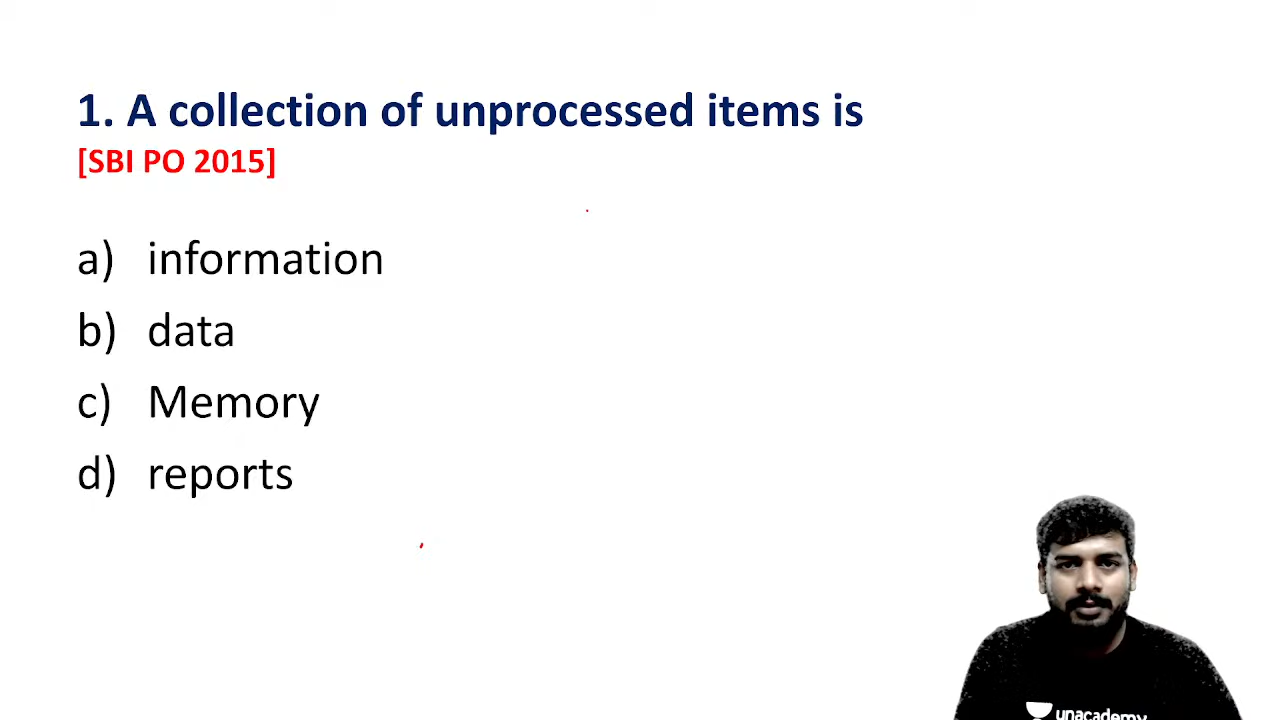 1. A collection of unprocessed items is
[SBI PO 2015]
a) information
b) data
c) Memory
d) reports
unacademy